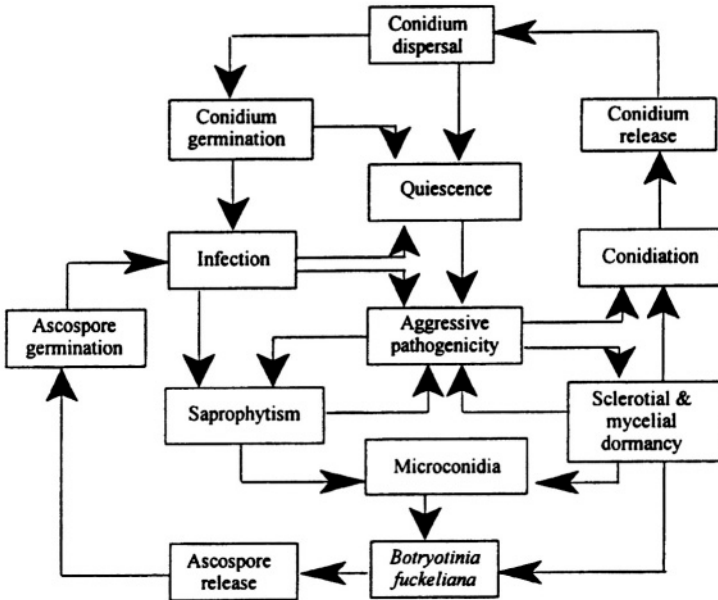 Conidium
dispersal
Conidium
germination
Conidium
release
Quiescence
Infection
Conidiation
Ascospore
germination
Aggressive
pathogenicity
Saprophytism
Sclerotial &
mycelial
dormancy
Microconidia
Ascospore
release
Botryotinia
fuckeliana